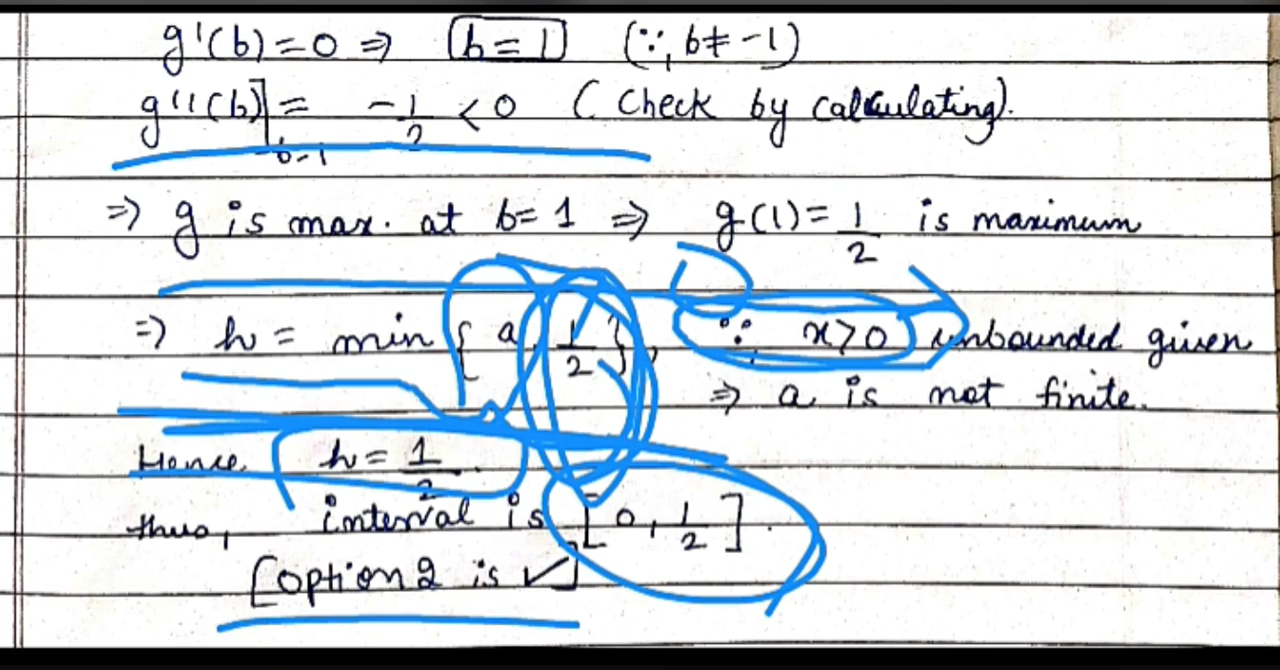 g'(b)=0 ⇒ b=1 (∵, b≠-1)
g''(b)]b=1 = -1/2 <0 (Check by calculating).
⇒ g is max. at b=1 ⇒ g(1)=1/2 is maximum
⇒ h = min {a, 1/2}, ∵, x>0 unbounded given
⇒ a is not finite.
Hence h=1/2.
thus, interval is [0, 1/2].
[option 2 is ✓]